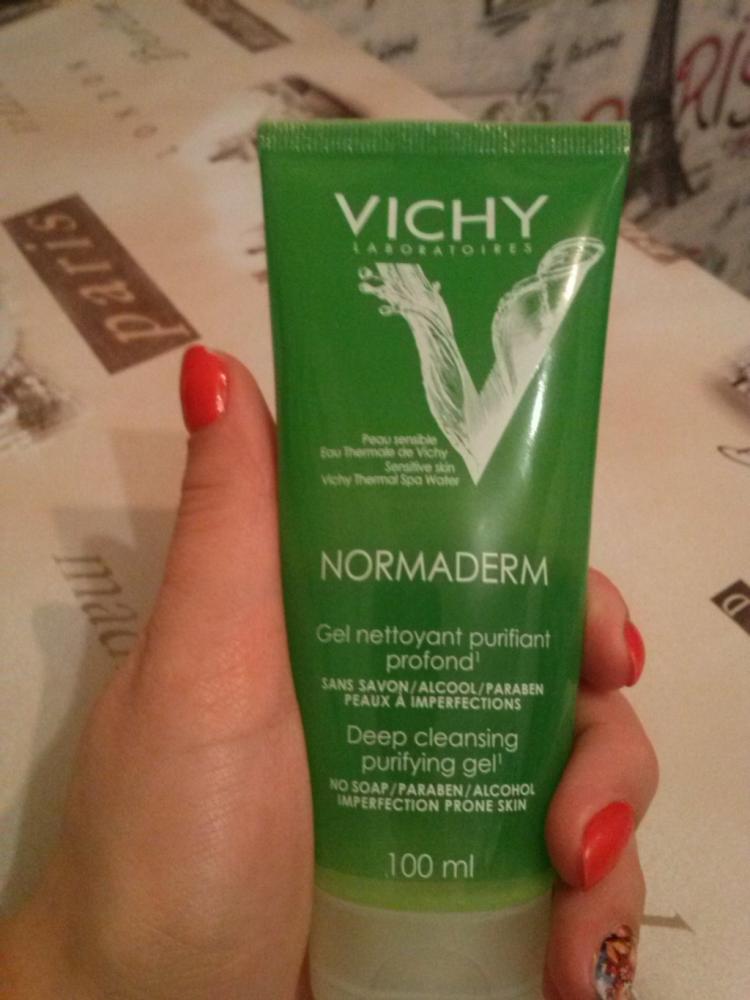 VICHY
LABORATOIRES
Peau sensible
Eau Thermale de Vichy
Sensitive skin
Vichy Thermal Spa Water
NORMADERM
Gel nettoyant purifiant
profond¹
SANS SAVON/ALCOOL/PARABEN
PEAUX À IMPERFECTIONS
Deep cleansing
purifying gel¹
NO SOAP/PARABEN/ALCOHOL
IMPERFECTION PRONE SKIN
100 ml
paris